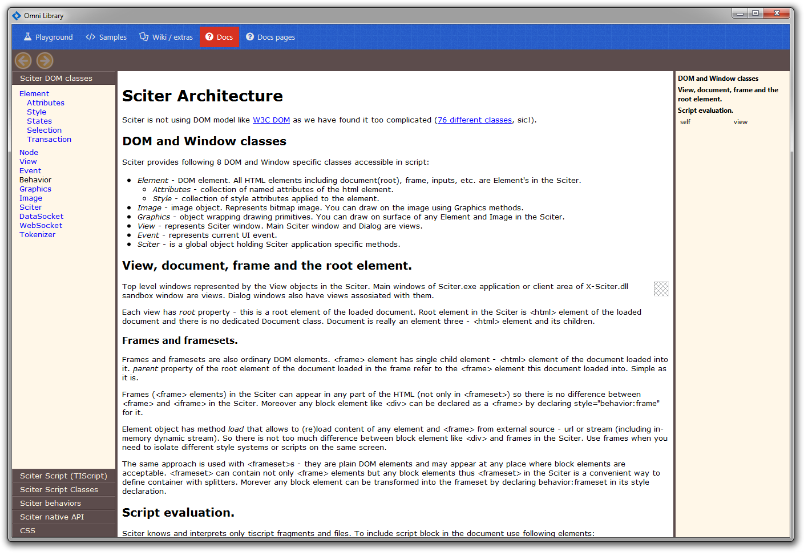 Omni Library
Playground
Samples
Wiki / extras
Docs
Docs pages
Sciter DOM classes
Element
Attributes
Style
States
Selection
Transaction
Node
View
Event
Behavior
Graphics
Image
Sciter
DataSocket
WebSocket
Tokenizer
Sciter Script (TIScript)
Sciter Script Classes
Sciter behaviors
Sciter native API
CSS
Sciter Architecture
Sciter is not using DOM model like W3C DOM as we have found it too complicated (76 different classes, sic!).
DOM and Window classes
Sciter provides following 8 DOM and Window specific classes accessible in script:
• Element - DOM element. All HTML elements including document(root), frame, inputs, etc. are Element's in the Sciter.
◦ Attributes - collection of named attributes of the html element.
◦ Style - collection of style attributes applied to the element.
• Image - image object. Represents bitmap image. You can draw on the image using Graphics methods.
• Graphics - object wrapping drawing primitives. You can draw on surface of any Element and Image in the Sciter.
• View - represents Sciter window. Main Sciter window and Dialog are views.
• Event - represents current UI event.
• Sciter - is a global object holding Sciter application specific methods.
View, document, frame and the root element.
Top level windows represented by the View objects in the Sciter. Main windows of Sciter.exe application or client area of X-Sciter.dll
sandbox window are views. Dialog windows also have views assosiated with them.
Each view has root property - this is a root element of the loaded document. Root element in the Sciter is <html> element of the loaded
document and there is no dedicated Document class. Document is really an element three - <html> element and its children.
Frames and framesets.
Frames and framesets are also ordinary DOM elements. <frame> element has single child element - <html> element of the document loaded into
it. parent property of the root element of the document loaded in the frame refer to the <frame> element this document loaded into. Simple as
it is.
Frames (<frame> elements) in the Sciter can appear in any part of the HTML (not only in <frameset>) so there is no difference between
<frame> and <iframe> in the Sciter. Moreover any block element like <div> can be declared as a <frame> by declaring style="behavior:frame"
for it.
Element object has method load that allows to (re)load content of any element and <frame> from external source - url or stream (including in-
memory dynamic stream). So there is not too much difference between block element like <div> and frames in the Sciter. Use frames when you
need to isolate different style systems or scripts on the same screen.
The same approach is used with <frameset>s - they are plain DOM elements and may appear at any place where block elements are
acceptable. <frameset> can contain not only <frame> elements but any block elements thus <frameset> in the Sciter is a convenient way to
define container with splitters. Morever any block element can be transformed into the frameset by declaring behavior:frameset in its style
declaration.
Script evaluation.
Sciter knows and interprets only tiscript fragments and files. To include script block in the document use following elements:
DOM and Window classes
View, document, frame and the
root element.
Script evaluation.
self view